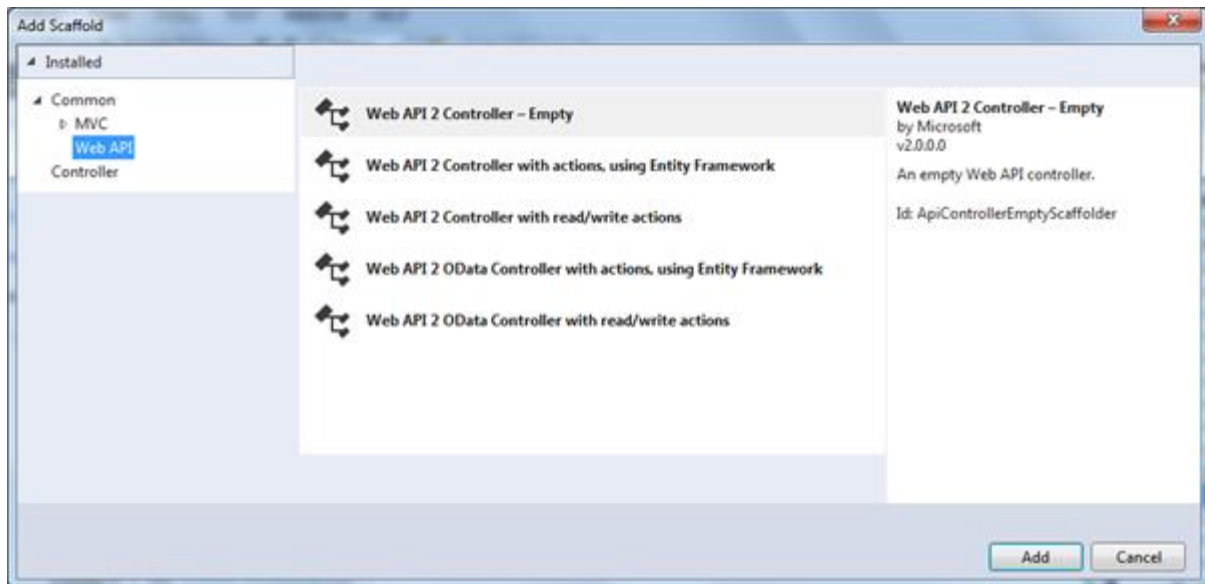 Add Scaffold
Installed
Common
MVC
Web API
Controller
Web API 2 Controller – Empty
Web API 2 Controller with actions, using Entity Framework
Web API 2 Controller with read/write actions
Web API 2 OData Controller with actions, using Entity Framework
Web API 2 OData Controller with read/write actions
Web API 2 Controller – Empty
by Microsoft
v2.0.0.0
An empty Web API controller.
Id: ApiControllerEmptyScaffolder
Add
Cancel